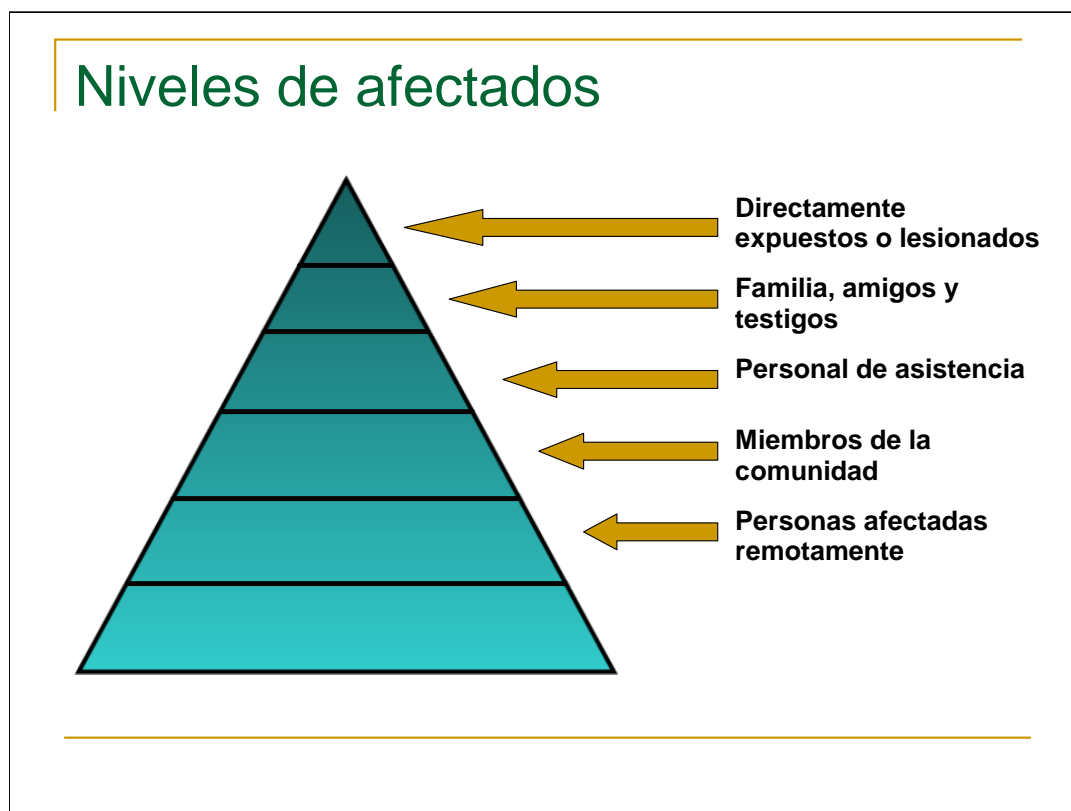 Niveles de afectados
Directamente
expuestos o lesionados
Familia, amigos y
testigos
Personal de asistencia
Miembros de la
comunidad
Personas afectadas
remotamente